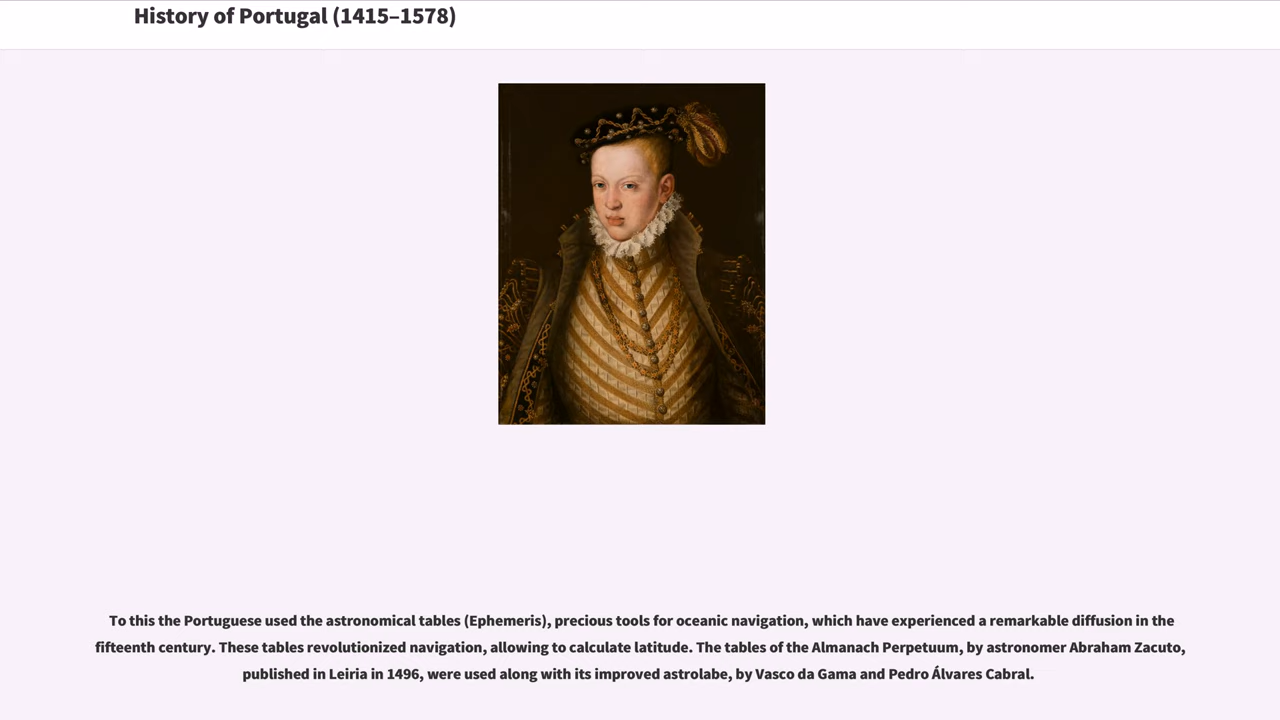 History of Portugal (1415–1578)
To this the Portuguese used the astronomical tables (Ephemeris), precious tools for oceanic navigation, which have experienced a remarkable diffusion in the
fifteenth century. These tables revolutionized navigation, allowing to calculate latitude. The tables of the Almanach Perpetuum, by astronomer Abraham Zacuto,
published in Leiria in 1496, were used along with its improved astrolabe, by Vasco da Gama and Pedro Álvares Cabral.